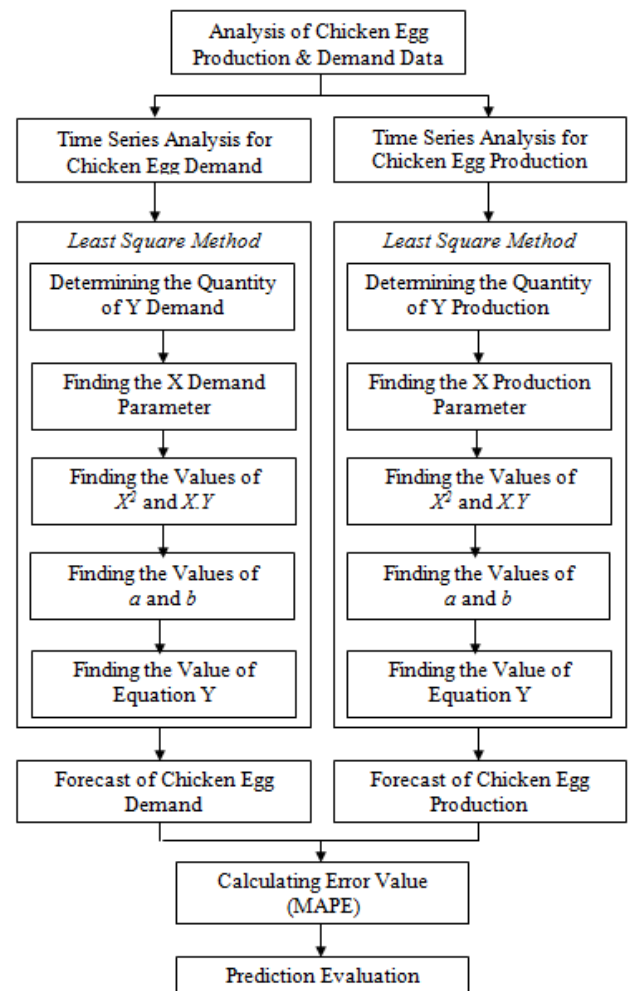 Analysis of Chicken Egg
Production & Demand Data
Time Series Analysis for
Chicken Egg Demand
Time Series Analysis for
Chicken Egg Production
Least Square Method
Determining the Quantity
of Y Demand
Finding the X Demand
Parameter
Finding the Values of
X² and X.Y
Finding the Values of
a and b
Finding the Value of
Equation Y
Least Square Method
Determining the Quantity
of Y Production
Finding the X Production
Parameter
Finding the Values of
X² and X.Y
Finding the Values of
a and b
Finding the Value of
Equation Y
Forecast of Chicken Egg
Demand
Forecast of Chicken Egg
Production
Calculating Error Value
(MAPE)
Prediction Evaluation